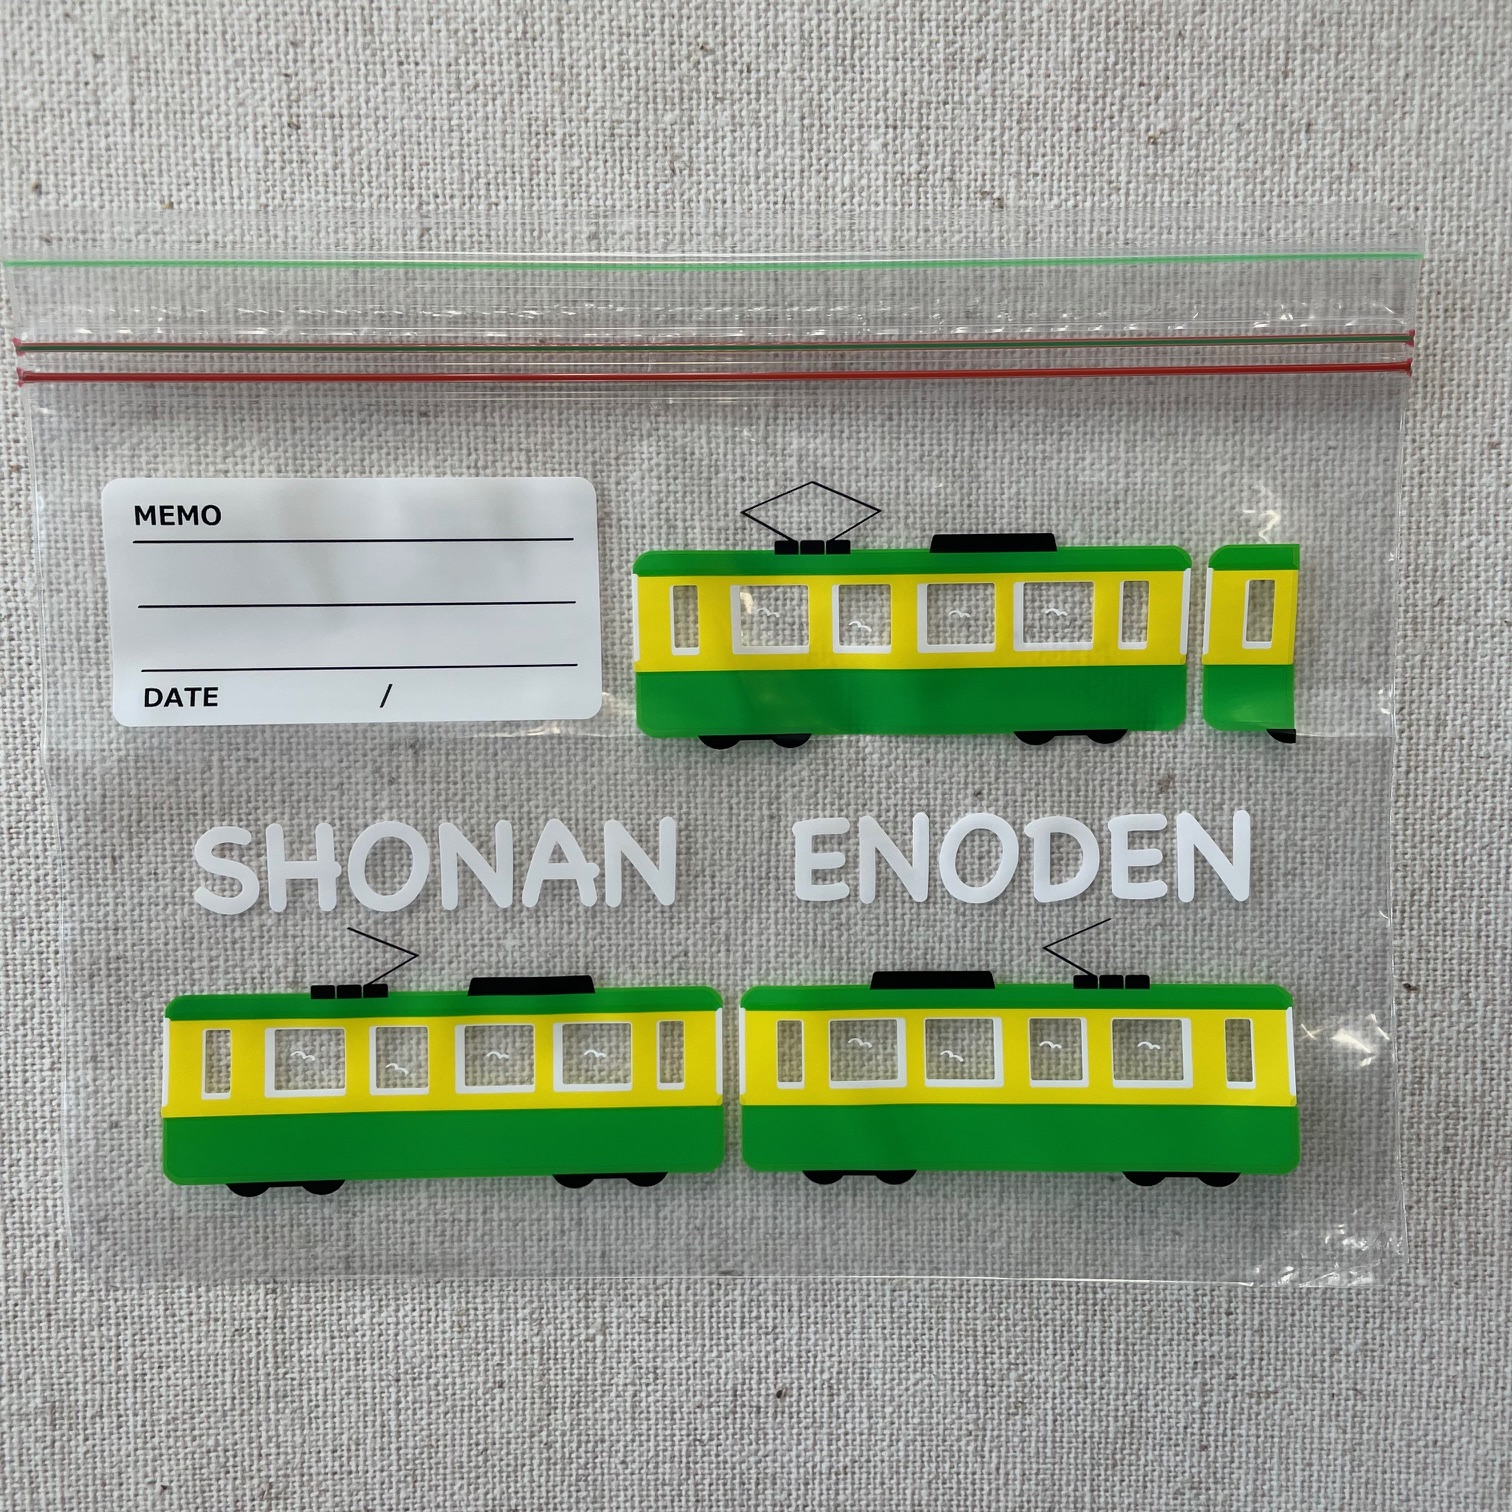 MEMO
DATE /
SHONAN ENODEN